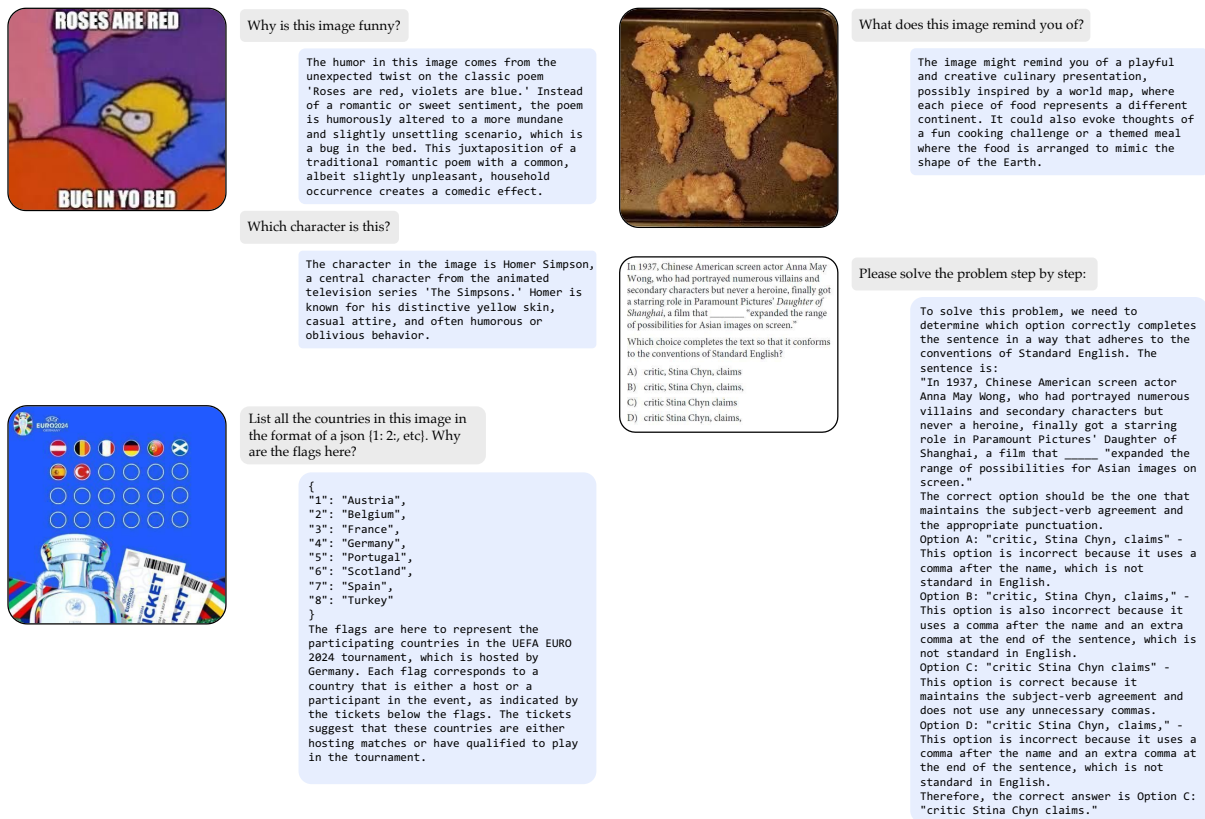 ROSES ARE RED
BUG IN YO BED
Why is this image funny?
The humor in this image comes from the
unexpected twist on the classic poem
'Roses are red, violets are blue.' Instead
of a romantic or sweet sentiment, the poem
is humorously altered to a more mundane
and slightly unsettling scenario, which is
a bug in the bed. This juxtaposition of a
traditional romantic poem with a common,
albeit slightly unpleasant, household
occurrence creates a comedic effect.
Which character is this?
The character in the image is Homer Simpson,
a central character from the animated
television series 'The Simpsons.' Homer is
known for his distinctive yellow skin,
casual attire, and often humorous or
oblivious behavior.
EURO2024
TICKET
TICKET
List all the countries in this image in
the format of a json {1: 2:, etc}. Why
are the flags here?
{
"1": "Austria",
"2": "Belgium",
"3": "France",
"4": "Germany",
"5": "Portugal",
"6": "Scotland",
"7": "Spain",
"8": "Turkey"
}
The flags are here to represent the
participating countries in the UEFA EURO
2024 tournament, which is hosted by
Germany. Each flag corresponds to a
country that is either a host or a
participant in the event, as indicated by
the tickets below the flags. The tickets
suggest that these countries are either
hosting matches or have qualified to play
in the tournament.
What does this image remind you of?
The image might remind you of a playful
and creative culinary presentation,
possibly inspired by a world map, where
each piece of food represents a different
continent. It could also evoke thoughts of
a fun cooking challenge or a themed meal
where the food is arranged to mimic the
shape of the Earth.
In 1937, Chinese American screen actor Anna May
Wong, who had portrayed numerous villains and
secondary characters but never a heroine, finally got
a starring role in Paramount Pictures' Daughter of
Shanghai, a film that _______ "expanded the range
of possibilities for Asian images on screen."
Which choice completes the text so that it conforms
to the conventions of Standard English?
A) critic, Stina Chyn, claims
B) critic, Stina Chyn, claims,
C) critic Stina Chyn claims
D) critic Stina Chyn, claims,
Please solve the problem step by step:
To solve this problem, we need to
determine which option correctly completes
the sentence in a way that adheres to the
conventions of Standard English. The
sentence is:
"In 1937, Chinese American screen actor
Anna May Wong, who had portrayed numerous
villains and secondary characters but
never a heroine, finally got a starring
role in Paramount Pictures' Daughter of
Shanghai, a film that _____ "expanded the
range of possibilities for Asian images on
screen."
The correct option should be the one that
maintains the subject-verb agreement and
the appropriate punctuation.
Option A: "critic, Stina Chyn, claims" -
This option is incorrect because it uses a
comma after the name, which is not
standard in English.
Option B: "critic, Stina Chyn, claims," -
This option is also incorrect because it
uses a comma after the name and an extra
comma at the end of the sentence, which is
not standard in English.
Option C: "critic Stina Chyn claims" -
This option is correct because it
maintains the subject-verb agreement and
does not use any unnecessary commas.
Option D: "critic Stina Chyn, claims," -
This option is incorrect because it uses a
comma after the name and an extra comma at
the end of the sentence, which is not
standard in English.
Therefore, the correct answer is Option C:
"critic Stina Chyn claims."